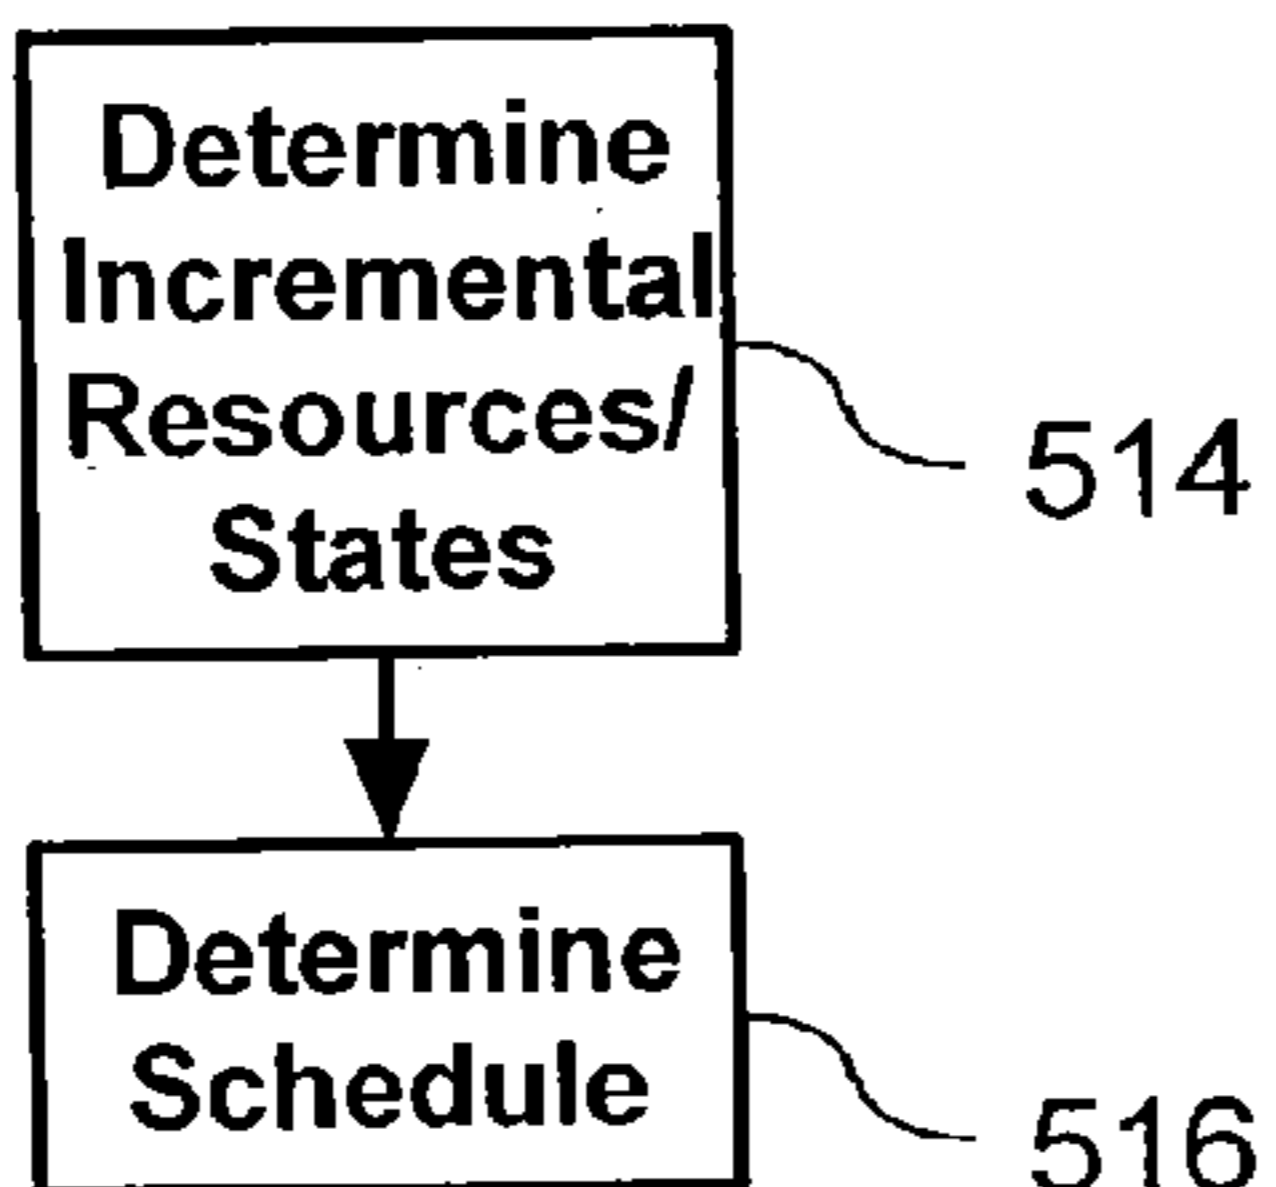 Determine
Incremental
Resources/
States
514
Determine
Schedule
516